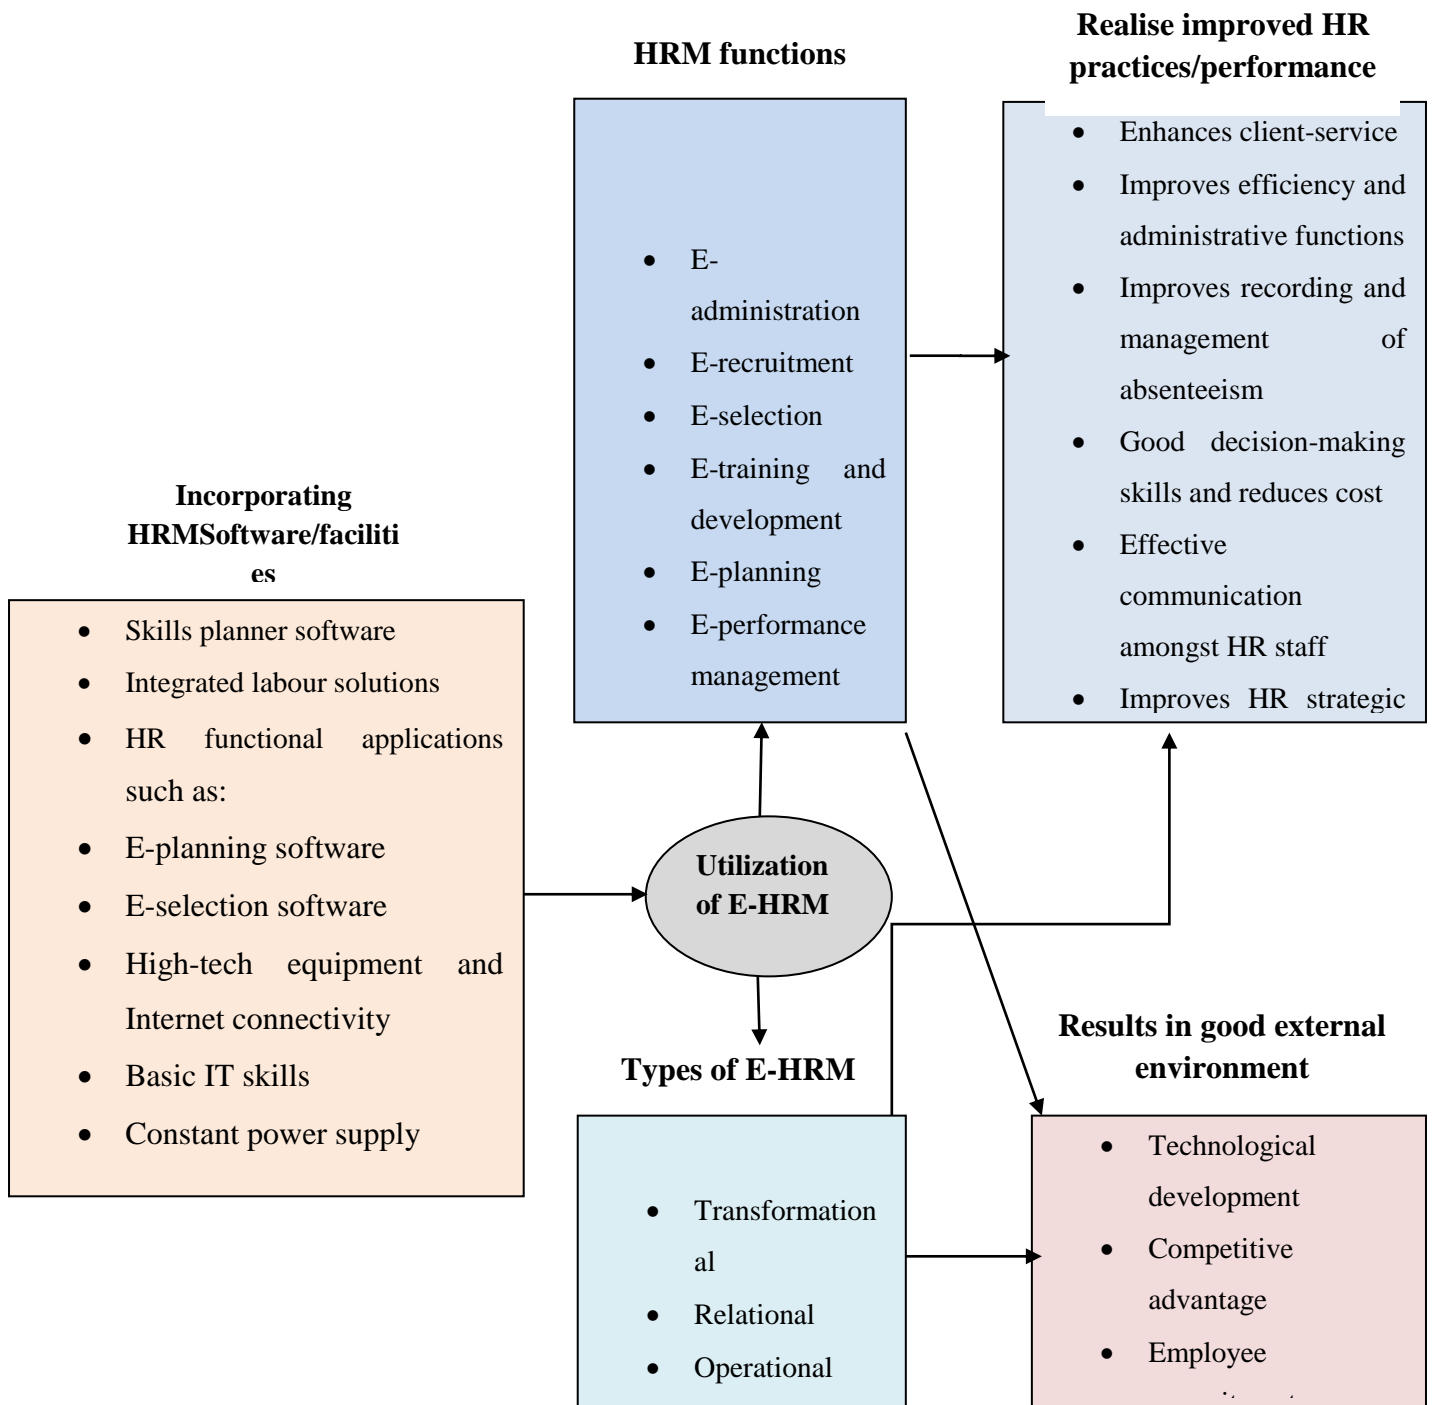 HRM functions
E-
administration
E-recruitment
E-selection
E-training and
development
E-planning
E-performance
management
Realise improved HR
practices/performance
Enhances client-service
Improves efficiency and
administrative functions
Improves recording and
management of
absenteeism
Good decision-making
skills and reduces cost
Effective
communication
amongst HR staff
Improves HR strategic
Incorporating
HRMSoftware/faciliti
es
Skills planner software
Integrated labour solutions
HR functional applications
such as:
E-planning software
E-selection software
High-tech equipment and
Internet connectivity
Basic IT skills
Constant power supply
Utilization
of E-HRM
Types of E-HRM
Transformation
al
Relational
Operational
Results in good external
environment
Technological
development
Competitive
advantage
Employee